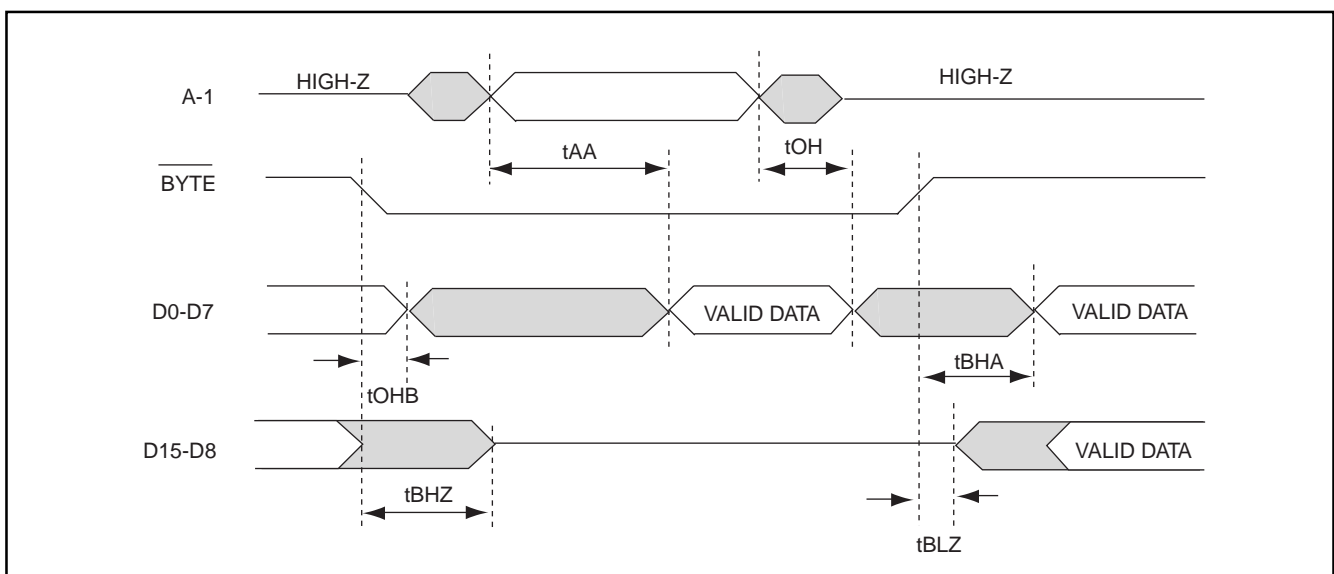 HIGH-Z
HIGH-Z
A-1
tAA
tOH
BYTE
D0-D7
VALID DATA
VALID DATA
tBHA
tOHB
D15-D8
VALID DATA
tBHZ
tBLZ